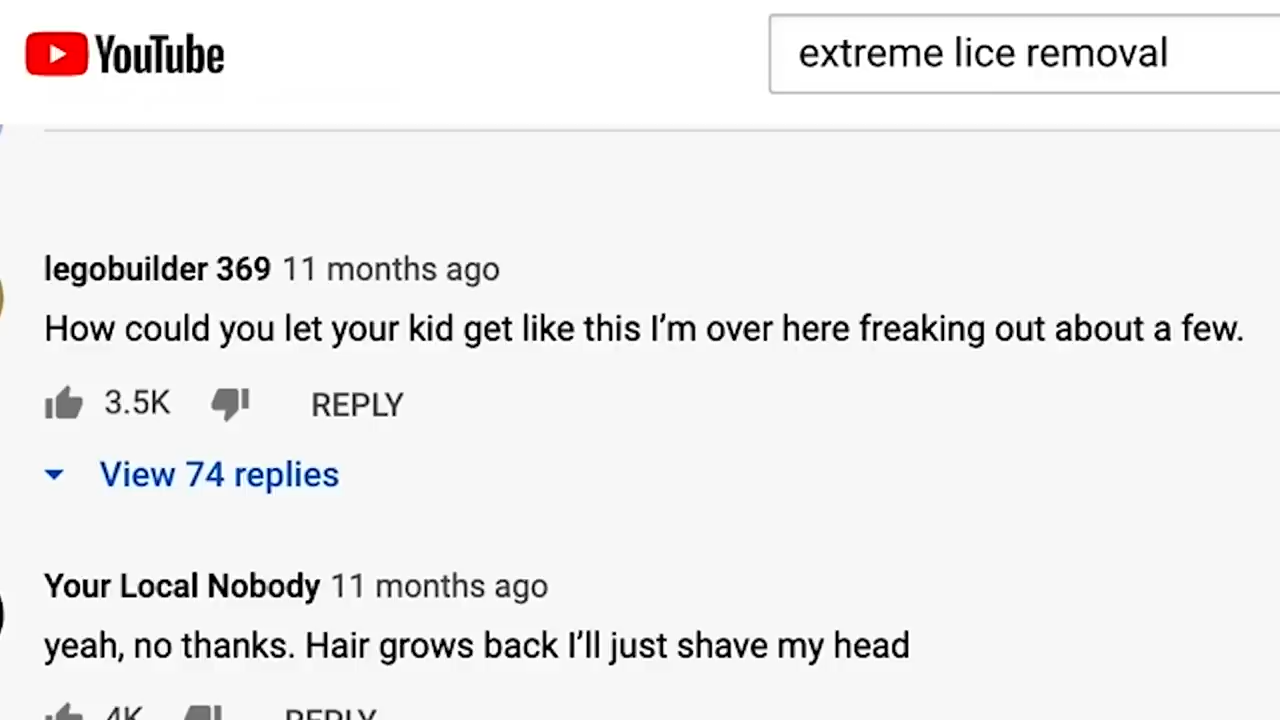 YouTube
extreme lice removal
legobuilder 369 11 months ago
How could you let your kid get like this I’m over here freaking out about a few.
3.5K REPLY
View 74 replies
Your Local Nobody 11 months ago
yeah, no thanks. Hair grows back I’ll just shave my head
4K REPLY